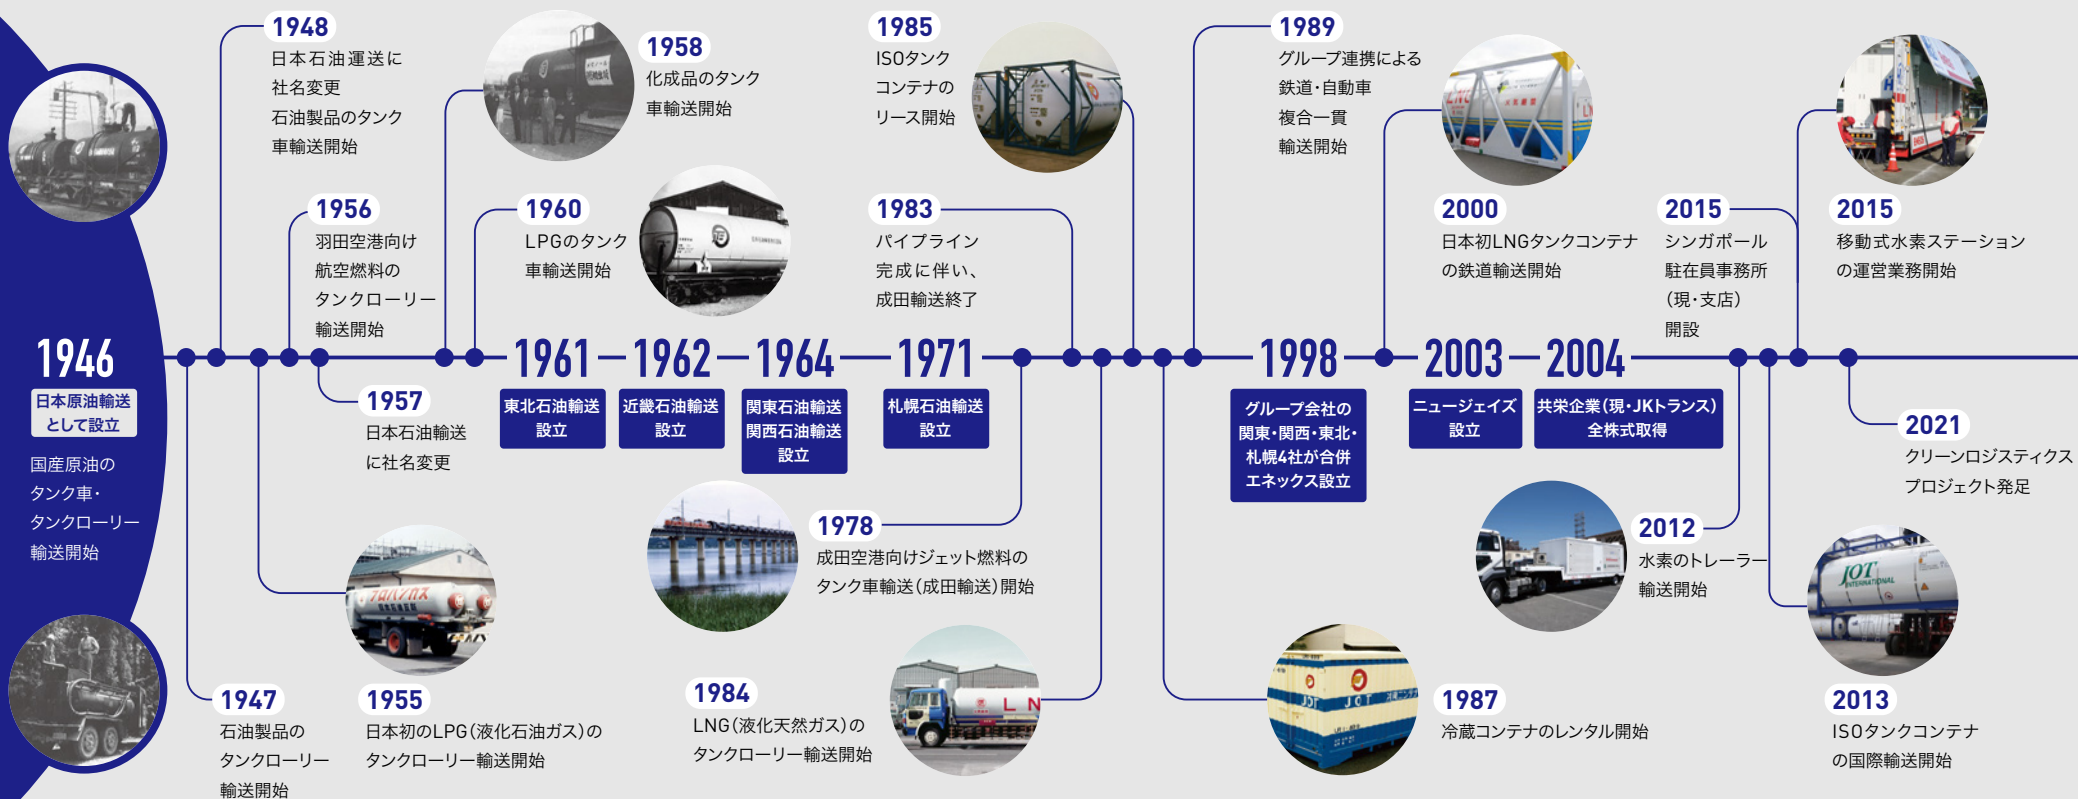 1946
日本原油輸送
として設立
国産原油の
タンク車・
タンクローリー
輸送開始
1947
石油製品の
タンクローリー
輸送開始
1948
日本石油運送に
社名変更
石油製品のタンク
車輸送開始
1955
日本初のLPG（液化石油ガス）の
タンクローリー輸送開始
プロパンガス
1956
羽田空港向け
航空燃料の
タンクローリー
輸送開始
1957
日本石油輸送
に社名変更
1958
化成品のタンク
車輸送開始
1960
LPGのタンク
車輸送開始
1961
東北石油輸送
設立
1962
近畿石油輸送
設立
1964
関東石油輸送
関西石油輸送
設立
1971
札幌石油輸送
設立
1978
成田空港向けジェット燃料の
タンク車輸送（成田輸送）開始
1983
パイプライン
完成に伴い、
成田輸送終了
1984
LNG（液化天然ガス）の
タンクローリー輸送開始
LN
1985
ISOタンク
コンテナの
リース開始
1987
冷蔵コンテナのレンタル開始
JOT
JOT
1989
グループ連携による
鉄道・自動車
複合一貫
輸送開始
1998
グループ会社の
関東・関西・東北・
札幌4社が合併
エネックス設立
2000
日本初LNGタンクコンテナ
の鉄道輸送開始
LNG
2003
ニュージェイズ
設立
2004
共栄企業（現・JKトランス）
全株式取得
2012
水素のトレーラー
輸送開始
2013
ISOタンクコンテナ
の国際輸送開始
JOT
INTERNATIONAL
2015
シンガポール
駐在員事務所
（現・支店）
開設
2015
移動式水素ステーション
の運営業務開始
2021
クリーンロジスティクス
プロジェクト発足